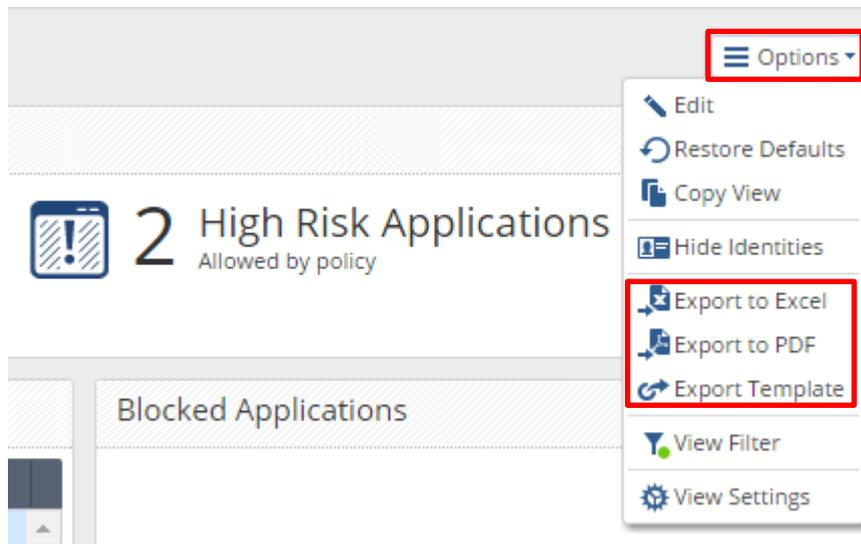 Options
Edit
Restore Defaults
Copy View
2 High Risk Applications
Allowed by policy
Hide Identities
Export to Excel
Export to PDF
Export Template
Blocked Applications
View Filter
View Settings